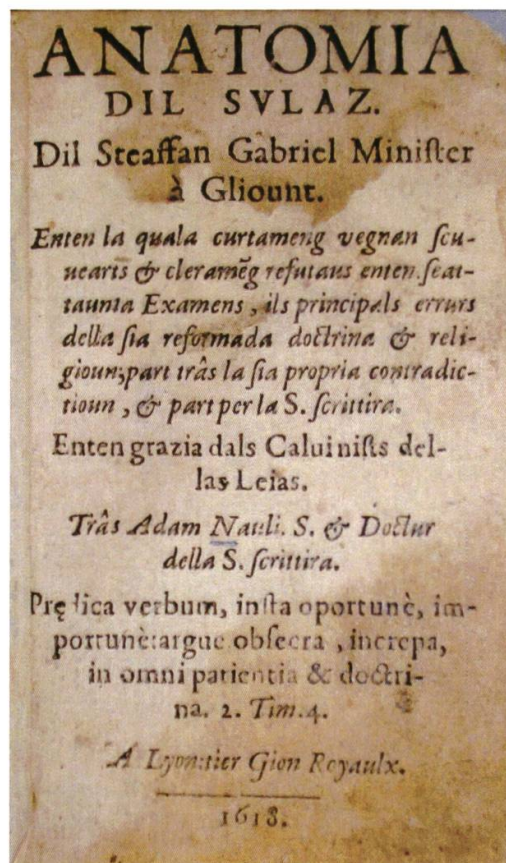 ANATOMIA
DIL SVLAZ.
Dil Steaffan Gabriel Miniſter
à Gliount.
Enten la quala curtameng vegnan ſcu-
uearts & cleramẽg refutaus enten ſeat-
taunta Examens, ils principals errurs
della ſia reformada doctrina & reli-
gioun, part trâs la ſia propria contradic-
tioun, & part per la S. ſcrittira.
Enten grazia dals Caluiniſts del-
las Leias.
Trâs Adam Nauli. S. & Doctur
della S. ſcrittira.
Prędica verbum, inſta oportunè, im-
portunè: argue obſecra, increpa,
in omni patientia & doctri-
na. 2. Tim. 4.
A Lyon: tier Gion Royaulx.
1618.